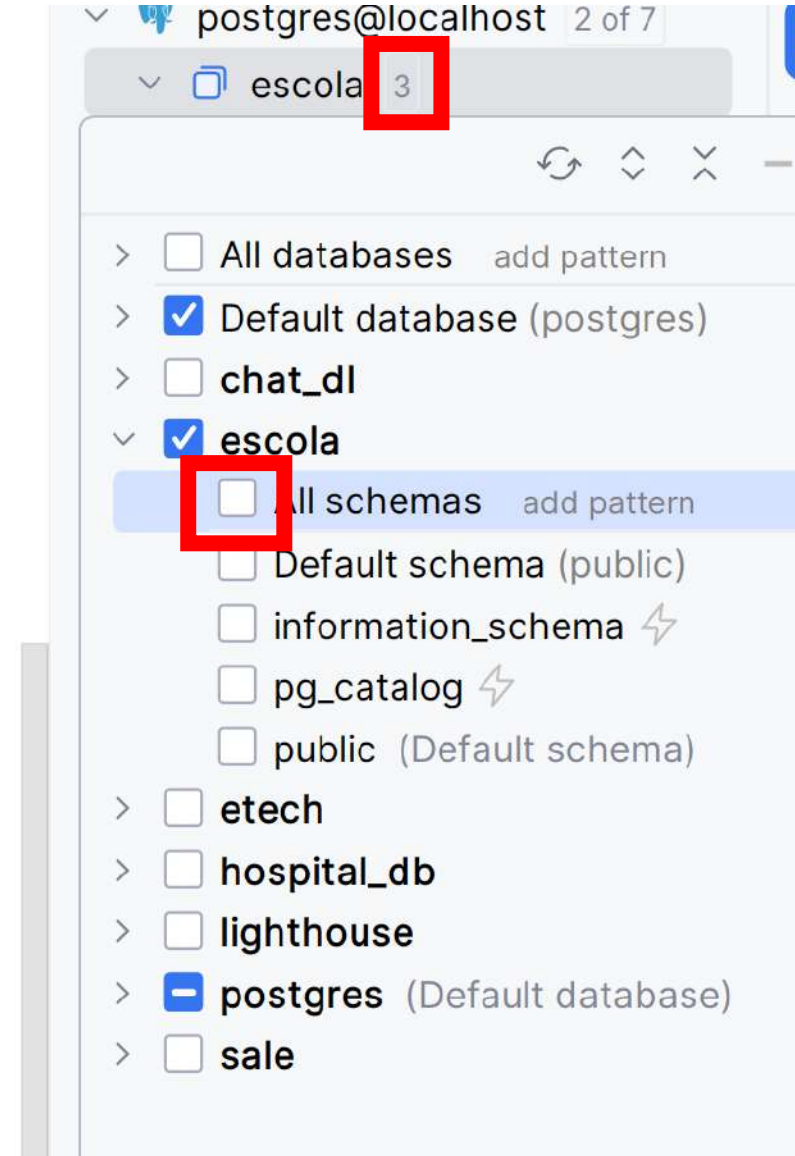 postgres@localhost 2 of 7
escola 3
All databases add pattern
Default database (postgres)
chat_dl
escola
All schemas add pattern
Default schema (public)
information_schema
pg_catalog
public (Default schema)
etech
hospital_db
lighthouse
postgres (Default database)
sale